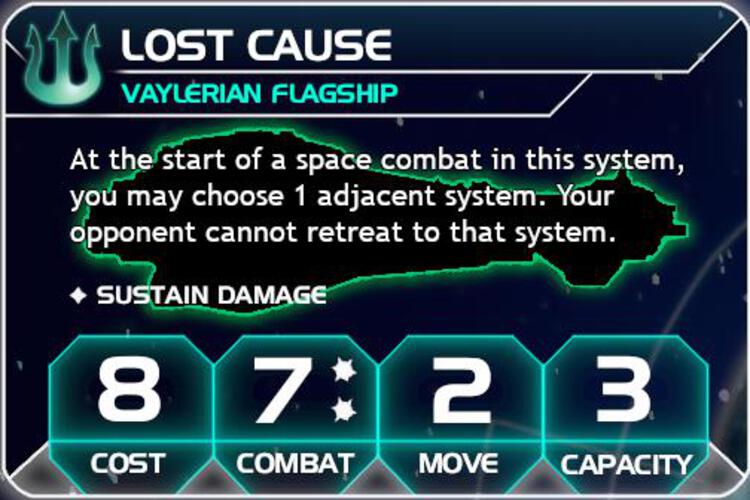 LOST CAUSE
VAYLERIAN FLAGSHIP
At the start of a space combat in this system,
you may choose 1 adjacent system. Your
opponent cannot retreat to that system.
SUSTAIN DAMAGE
8 7 2 3
COST COMBAT MOVE CAPACITY